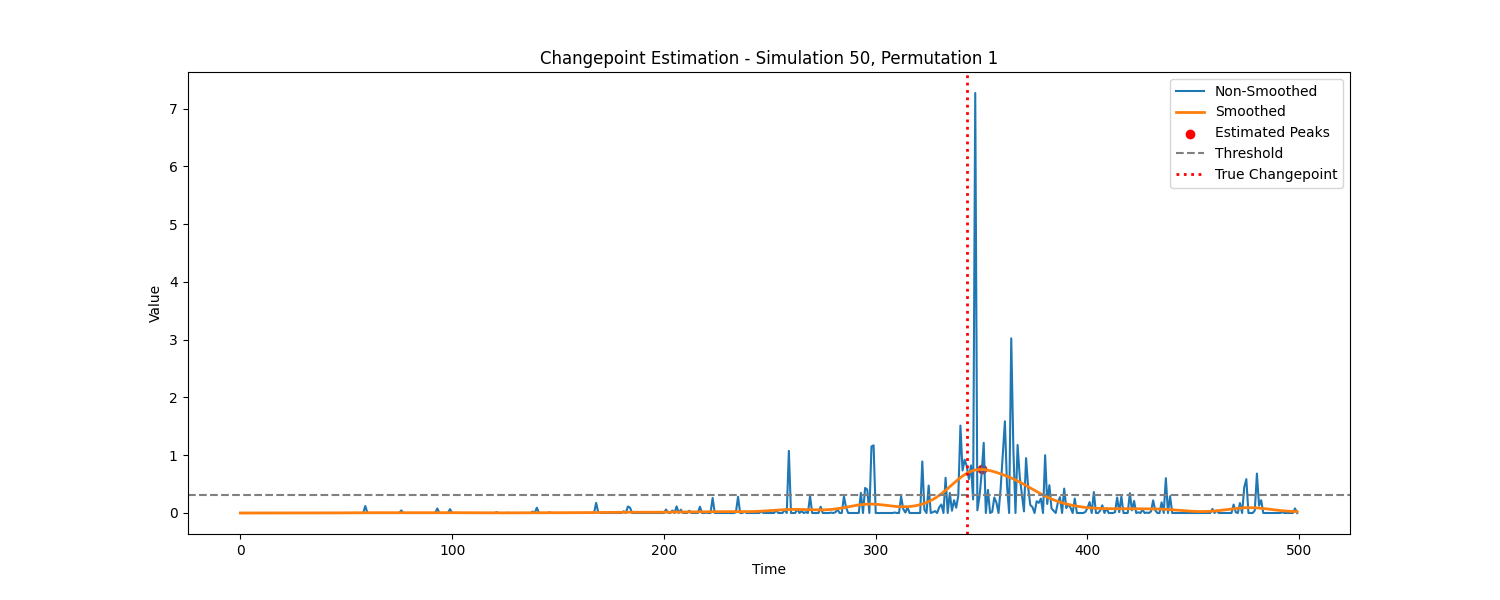 Changepoint Estimation - Simulation 50, Permutation 1
Non-Smoothed
Smoothed
Estimated Peaks
Threshold
True Changepoint
7
6
5
4
3
2
1
0
Value
0 100 200 300 400 500
Time